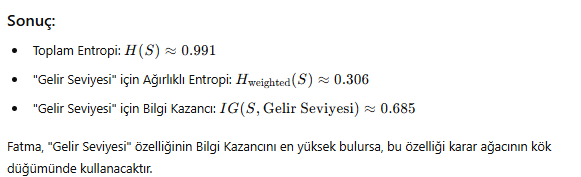 Sonuç:
• Toplam Entropi: H(S) ≈ 0.991
• "Gelir Seviyesi" için Ağırlıklı Entropi: H_weighted(S) ≈ 0.306
• "Gelir Seviyesi" için Bilgi Kazancı: IG(S, Gelir Seviyesi) ≈ 0.685
Fatma, "Gelir Seviyesi" özelliğinin Bilgi Kazancını en yüksek bulursa, bu özelliği karar ağacının kök
düğümünde kullanacaktır.